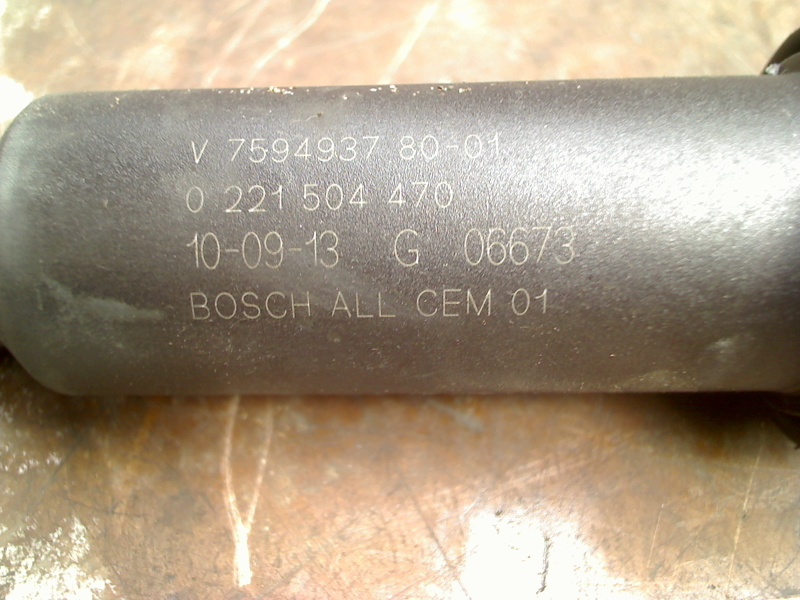 V 7594937 80-01
0 221 504 470
10-09-13 G 06673
BOSCH ALL CEM 01